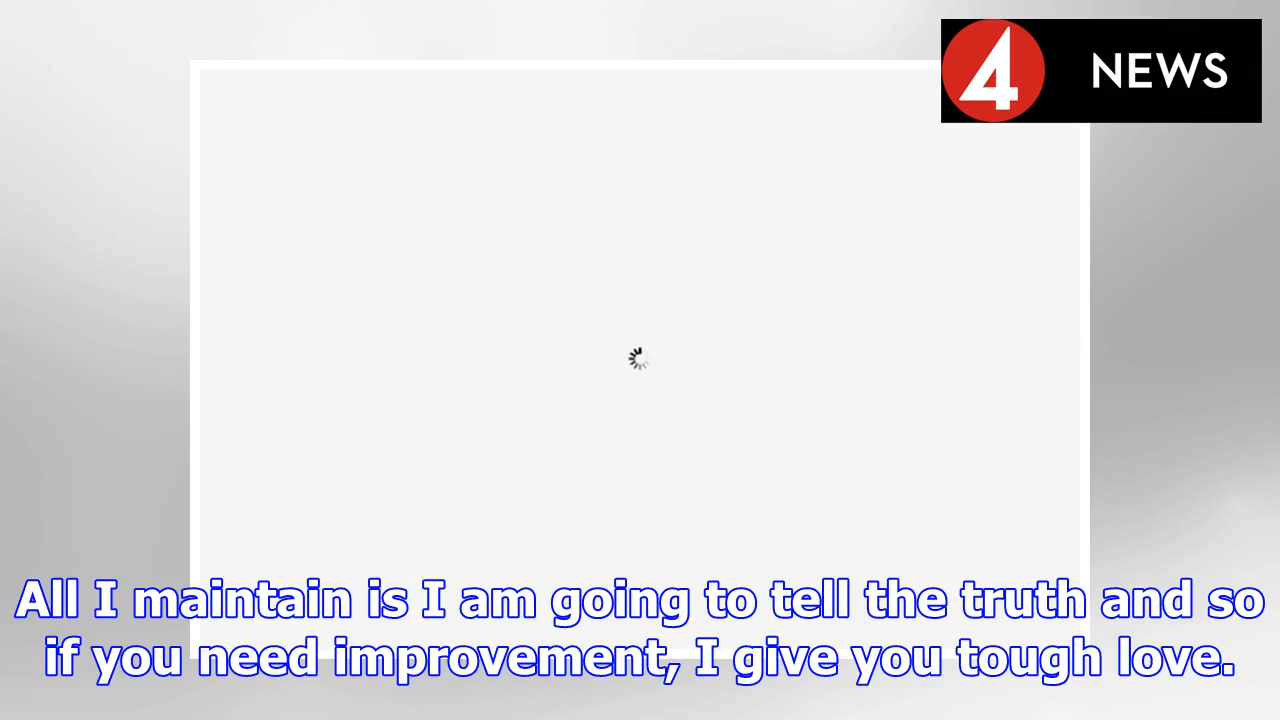 4 NEWS
All I maintain is I am going to tell the truth and so
if you need improvement, I give you tough love.